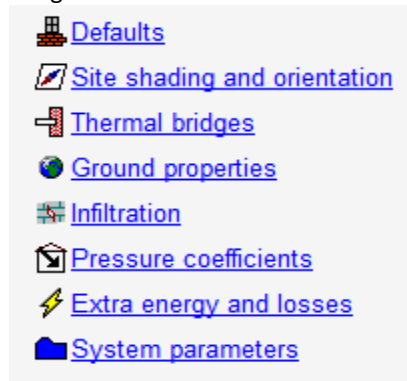 Defaults
Site shading and orientation
Thermal bridges
Ground properties
Infiltration
Pressure coefficients
Extra energy and losses
System parameters